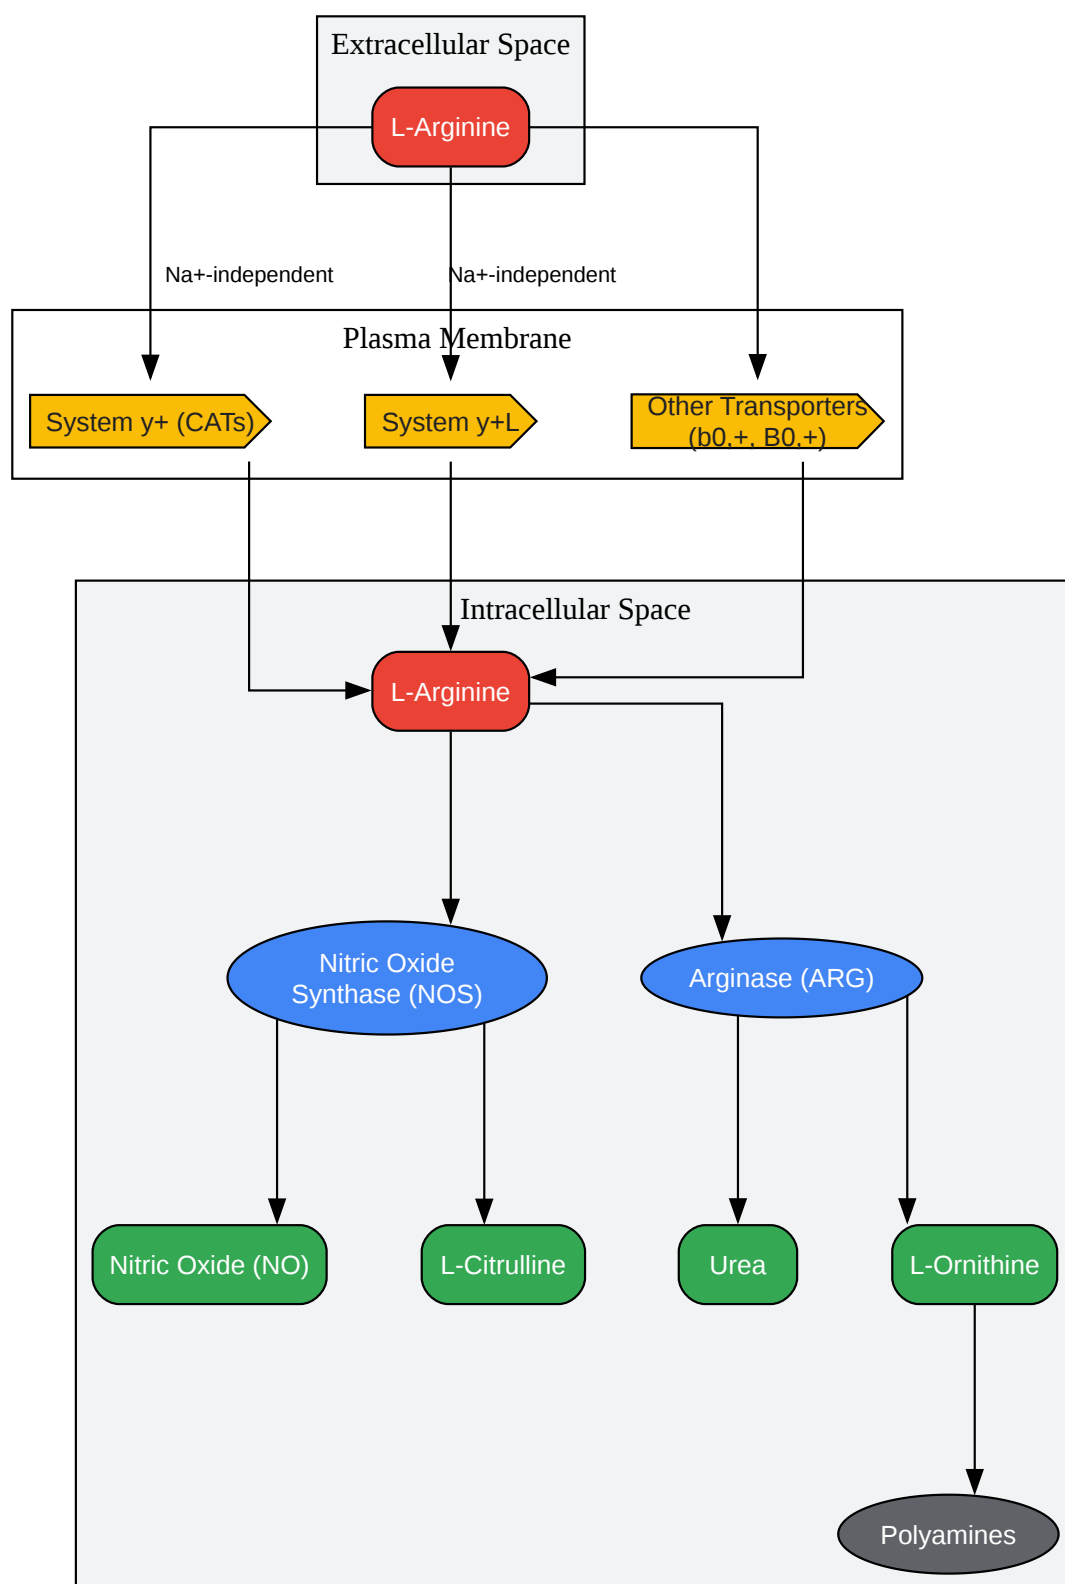 Extracellular Space
L-Arginine
Na+-independent
Na+-independent
Plasma Membrane
System y+ (CATs)
System y+L
Other Transporters
(b0,+, B0,+)
Intracellular Space
L-Arginine
Nitric Oxide
Synthase (NOS)
Arginase (ARG)
Nitric Oxide (NO)
L-Citrulline
Urea
L-Ornithine
Polyamines